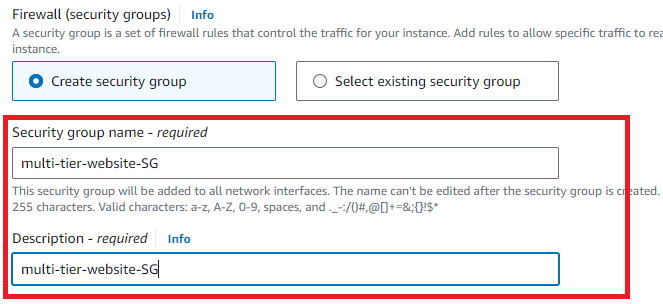 Firewall (security groups) Info
A security group is a set of firewall rules that control the traffic for your instance. Add rules to allow specific traffic to
instance.
Create security group Select existing security group
Security group name - required
multi-tier-website-SG
This security group will be added to all network interfaces. The name can't be edited after the security group is created.
255 characters. Valid characters: a-z, A-Z, 0-9, spaces, and ._-:/()#,@[]+=&;{}!$*
Description - required Info
multi-tier-website-SG